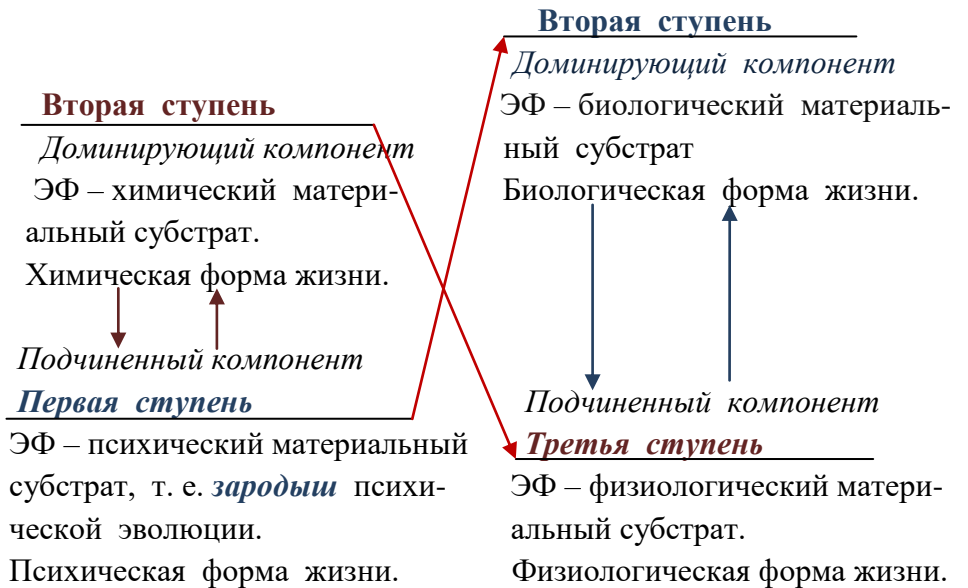 Вторая ступень
Доминирующий компонент
ЭФ – химический матери-
альный субстрат.
Химическая форма жизни.
Подчиненный компонент
Первая ступень
ЭФ – психический материальный
субстрат, т. е. зародыш психи-
ческой эволюции.
Психическая форма жизни.
Вторая ступень
Доминирующий компонент
ЭФ – биологический материаль-
ный субстрат
Биологическая форма жизни.
Подчиненный компонент
Третья ступень
ЭФ – физиологический матери-
альный субстрат.
Физиологическая форма жизни.